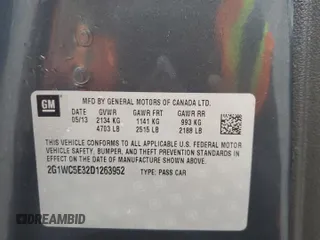 GM
MFD BY GENERAL MOTORS OF CANADA LTD.
DATE GVWR GAWR FRT GAWR RR
05/13 2134 KG 1141 KG 993 KG
4703 LB 2515 LB 2188 LB
THIS VEHICLE CONFORMS TO ALL APPLICABLE U.S. FEDERAL MOTOR
VEHICLE SAFETY, BUMPER, AND THEFT PREVENTION STANDARDS IN EFFECT
ON THE DATE OF MANUFACTURE SHOWN ABOVE.
2G1WC5E32D1263952 TYPE: PASS CAR
© iDRIVEBID